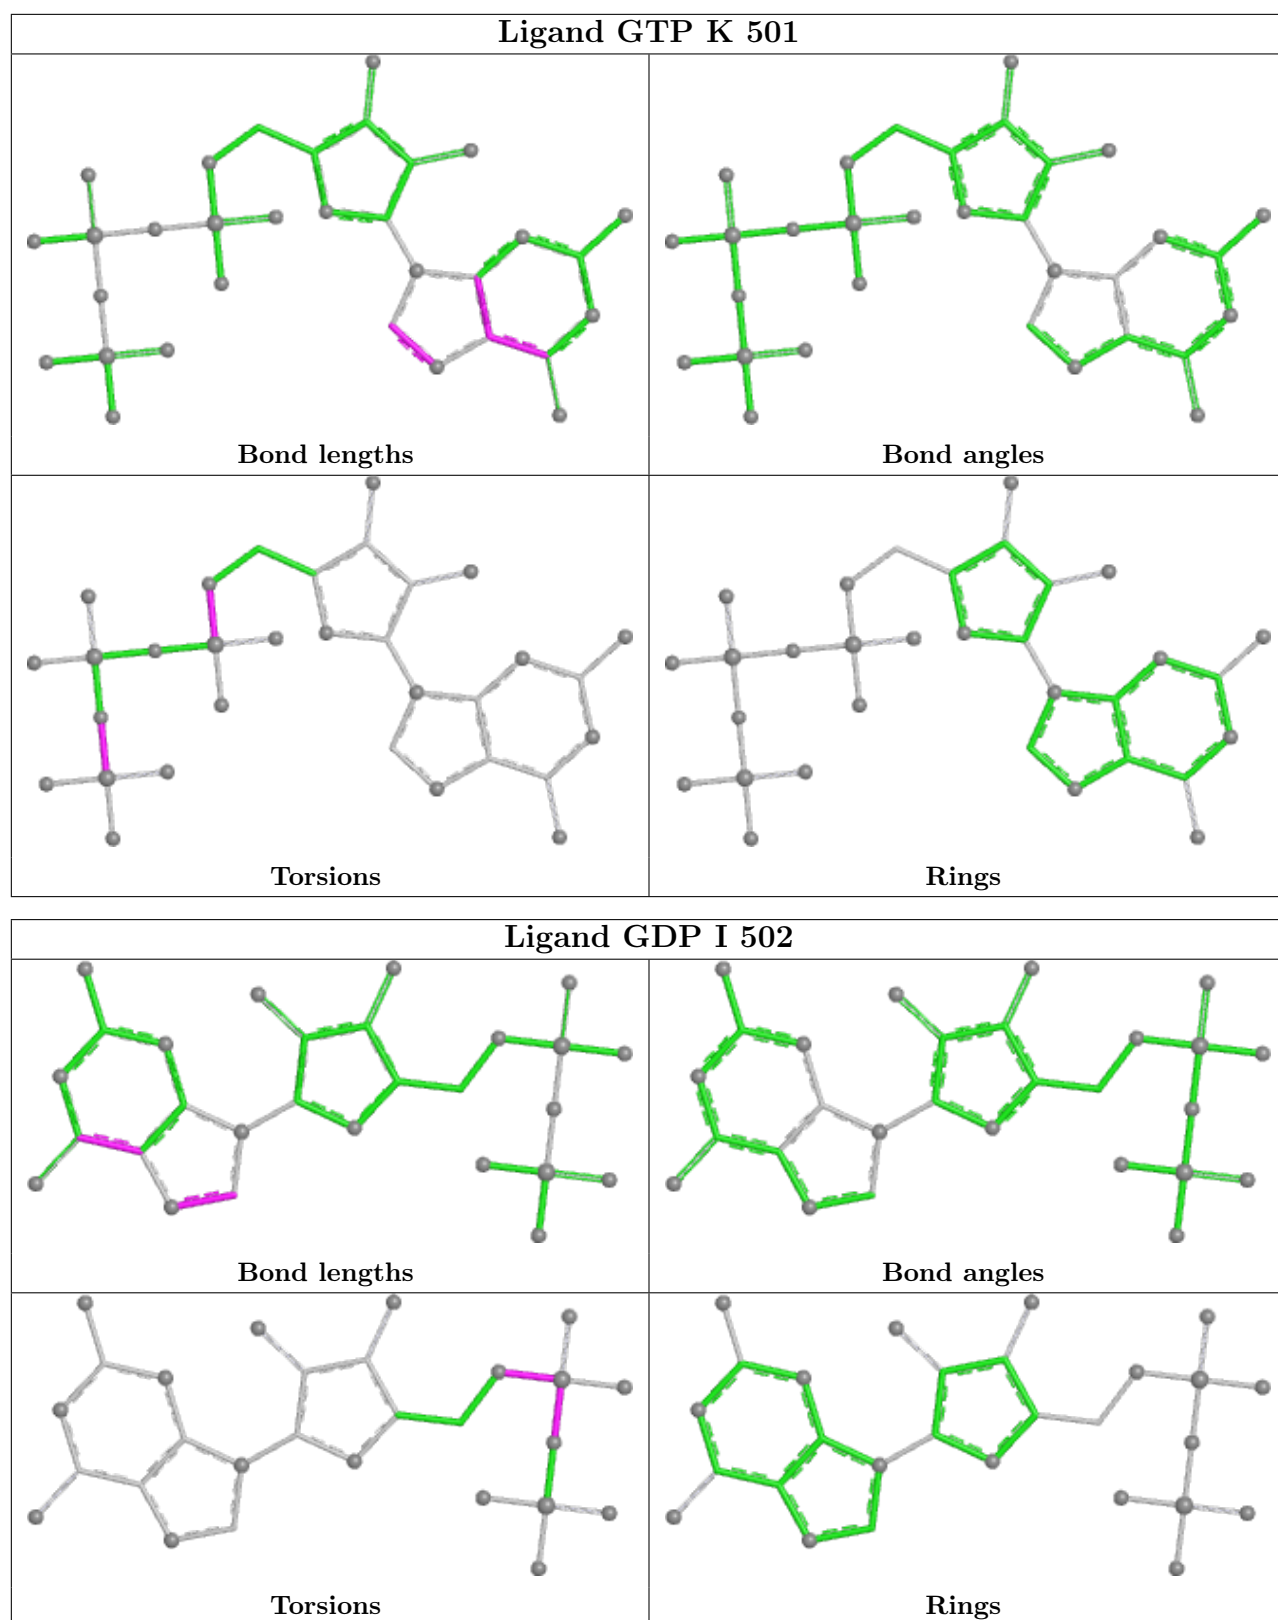 Ligand GTP K 501
Bond lengths
Bond angles
Torsions
Rings
Ligand GDP I 502
Bond lengths
Bond angles
Torsions
Rings